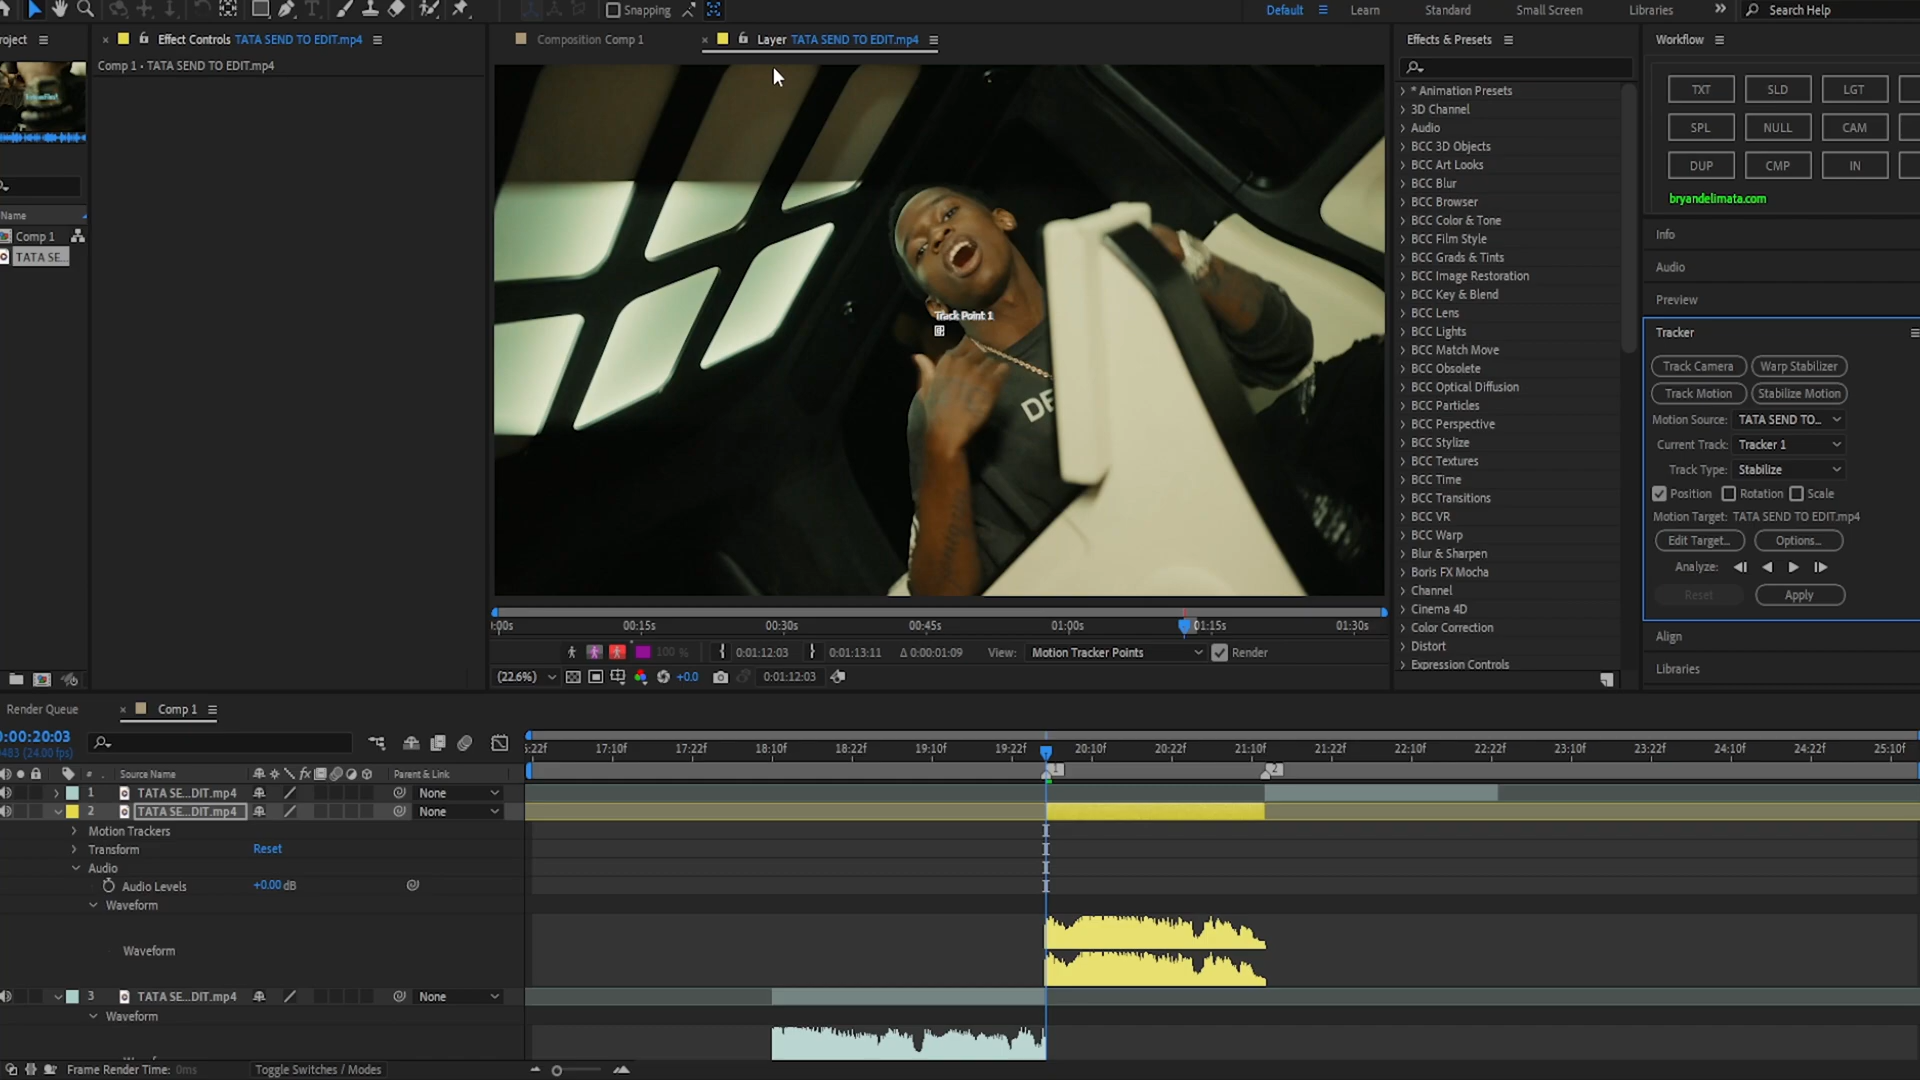 Snapping
Default
Learn
Standard
Small Screen
Libraries
Search Help
roject
Effect Controls TATA SEND TO EDIT.mp4
Comp 1 • TATA SEND TO EDIT.mp4
Composition Comp 1
Layer TATA SEND TO EDIT.mp4
Effects & Presets
Workflow
* Animation Presets
3D Channel
Audio
BCC 3D Objects
BCC Art Looks
BCC Blur
BCC Browser
BCC Color & Tone
BCC Film Style
BCC Grads & Tints
BCC Image Restoration
BCC Key & Blend
BCC Lens
BCC Lights
BCC Match Move
BCC Obsolete
BCC Optical Diffusion
BCC Particles
BCC Perspective
BCC Stylize
BCC Textures
BCC Time
BCC Transitions
BCC VR
BCC Warp
Blur & Sharpen
Boris FX Mocha
Channel
Cinema 4D
Color Correction
Distort
Expression Controls
TXT SLD LGT
SPL NULL CAM
DUP CMP IN
bryandelimata.com
Info
Audio
Preview
Tracker
Track Camera Warp Stabilizer
Track Motion Stabilize Motion
Motion Source: TATA SEND TO...
Current Track: Tracker 1
Track Type: Stabilize
Position Rotation Scale
Motion Target: TATA SEND TO EDIT.mp4
Edit Target... Options...
Analyze:
Reset Apply
Align
Libraries
Name
Comp 1
TATA SE...
Track Point 1
DE
:00s 00:15s 00:30s 00:45s 01:00s 01:15s 01:30s
100 % 0:01:12:03 0:01:13:11 Δ 0:00:01:09 View: Motion Tracker Points Render
(22.6%) +0.0 0:01:12:03
Render Queue
Comp 1
0:00:20:03
0483 (24.00 fps)
5:22f 17:10f 17:22f 18:10f 18:22f 19:10f 19:22f 20:10f 20:22f 21:10f 21:22f 22:10f 22:22f 23:10f 23:22f 24:10f 24:22f 25:10f
# Source Name fx Parent & Link
1 2
1 TATA SE...DIT.mp4 None
2 TATA SE...DIT.mp4 None
Motion Trackers
Transform Reset
Audio
Audio Levels +0.00 dB
Waveform
Waveform
3 TATA SE...DIT.mp4 None
Waveform
Frame Render Time: 0ms
Toggle Switches / Modes